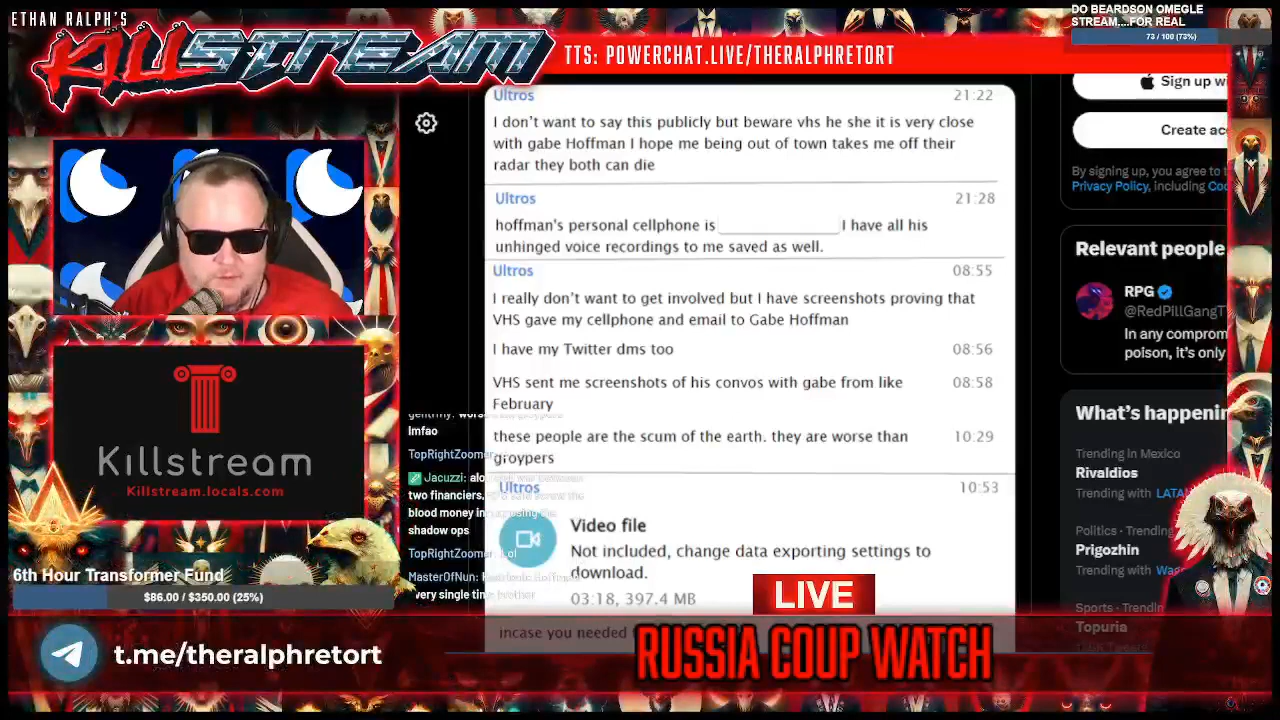 ETHAN RALPH'S
KILLSTREAM
TTS: POWERCHAT.LIVE/THERALPHRETORT
DO BEARDSON OMEGLE
STREAM...FOR REAL
73 / 100 (73%)
Ultros 21:22
I don't want to say this publicly but beware vhs he she it is very close
with gabe Hoffman I hope me being out of town takes me off their
radar they both can die
Ultros 21:28
hoffman's personal cellphone is I have all his
unhinged voice recordings to me saved as well.
Ultros 08:55
I really don't want to get involved but I have screenshots proving that
VHS gave my cellphone and email to Gabe Hoffman
I have my Twitter dms too 08:56
VHS sent me screenshots of his convos with gabe from like 08:58
February
these people are the scum of the earth. they are worse than 10:29
groypers
Ultros 10:53
Video file
Not included, change data exporting settings to
download.
03:18, 397.4 MB
incase you needed
Sign up wi
Create acc
By signing up, you agree to t
Privacy Policy, including Coo
Relevant people
RPG
@RedPillGangT
In any comprom
poison, it's only
What's happenin
Trending in Mexico
Rivaldios
Trending with LATA
Politics · Trending
Prigozhin
Trending with Wag
Sports · Trendin
Topuria
lmfao
TopRightZoomer:
Jacuzzi:
two financiers,
blood money
shadow ops
TopRightZoomer: Lol
MasterOfNun:
very single time brother
Killstream
Killstream.locals.com
6th Hour Transformer Fund
$86.00 / $350.00 (25%)
t.me/theralphretort
LIVE
RUSSIA COUP WATCH